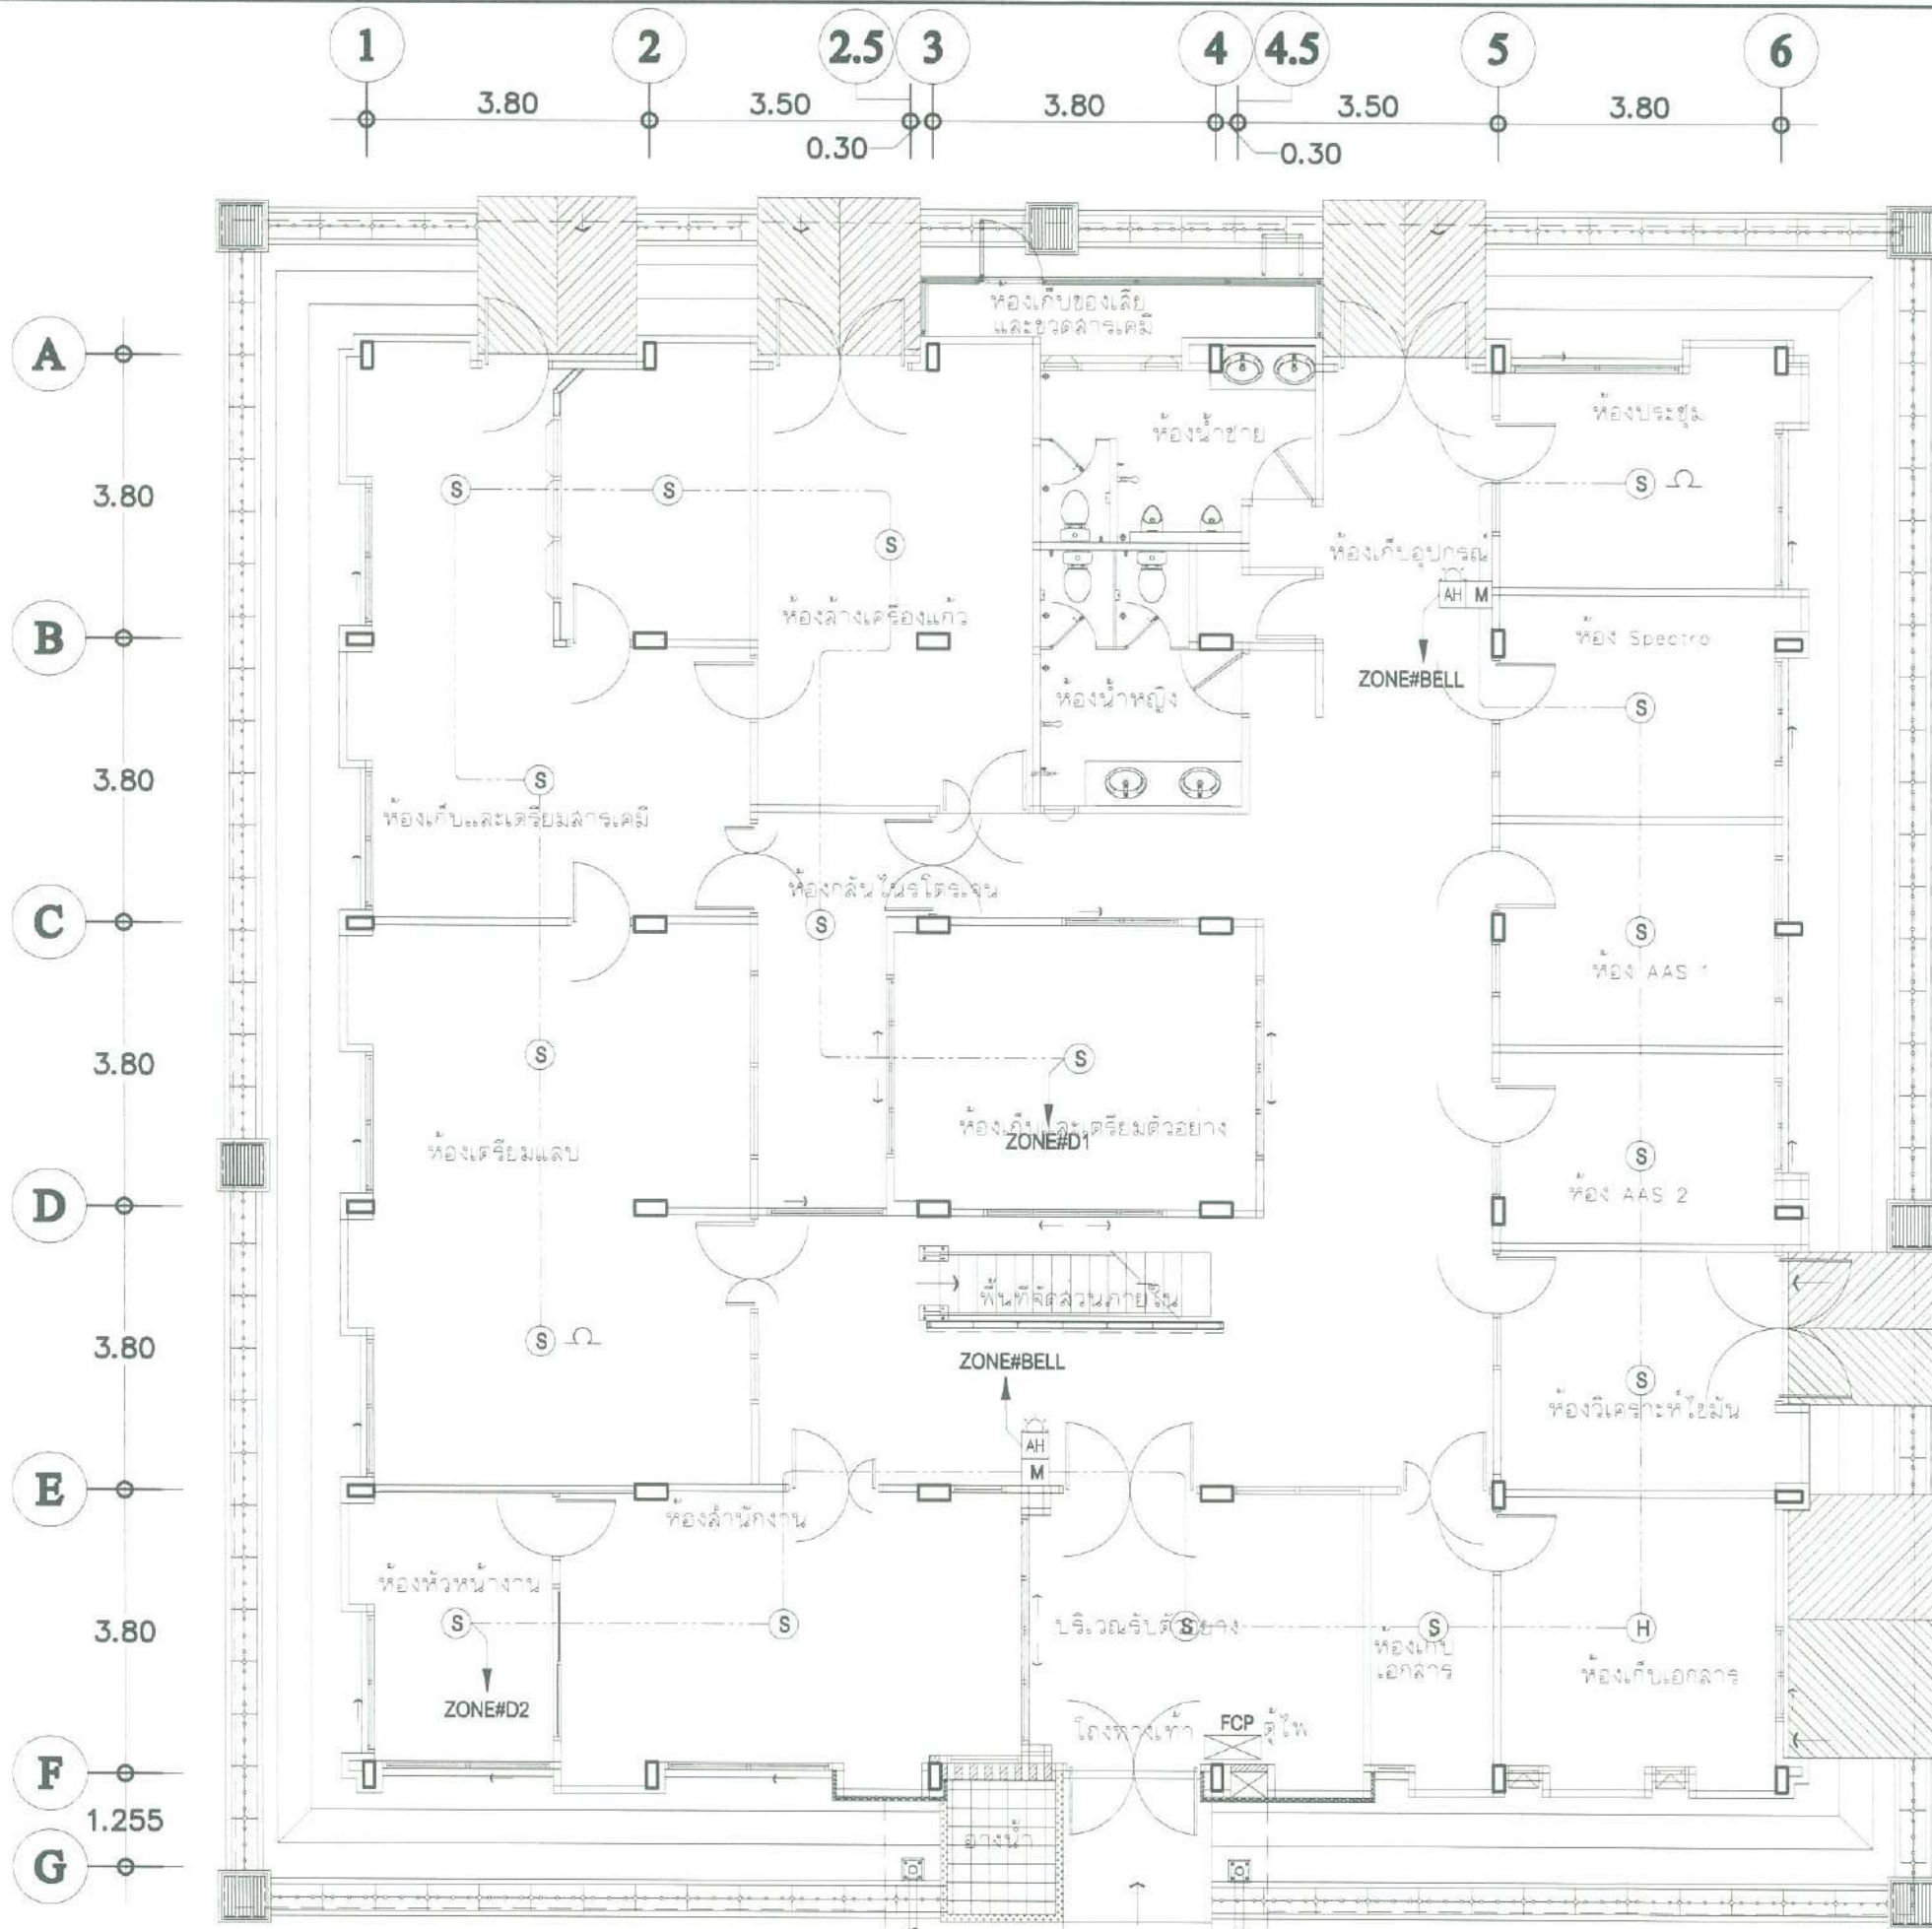 1 2 2.5 3 4 4.5 5 6
3.80 3.50 3.80 3.50 3.80
0.30 0.30
ห้องเก็บของเสีย
และขวดสารเคมี
A
ห้องประชุม
ห้องน้ำชาย
3.80
S S S Ω
S
ห้องเก็บอุปกรณ์
AH M
ห้องล้างเครื่องแก้ว
B
ห้อง Spectro
ZONE#BELL
ห้องน้ำหญิง
S
3.80
S
ห้องเก็บและเตรียมสารเคมี
ห้องกลั่นไนโตรเจน
C
S S
ห้อง AAS 1
3.80
S S
ห้องเก็บและเตรียมตัวอย่าง
ZONE#D1
ห้องเตรียมแลบ
S
ห้อง AAS 2
D
พื้นที่จัดสวนภายใน
3.80
S Ω
ZONE#BELL
S
ห้องวิเคราะห์ไขมัน
AH
M
E
ห้องสำนักงาน
ห้องหัวหน้างาน
3.80
S S
บริเวณรับตัวอย่าง
S S H
ห้องเก็บ
เอกสาร
ห้องเก็บเอกสาร
ZONE#D2
โถงทางเข้า
FCP ตู้ไฟ
F
1.255
อ่างน้ำ
G